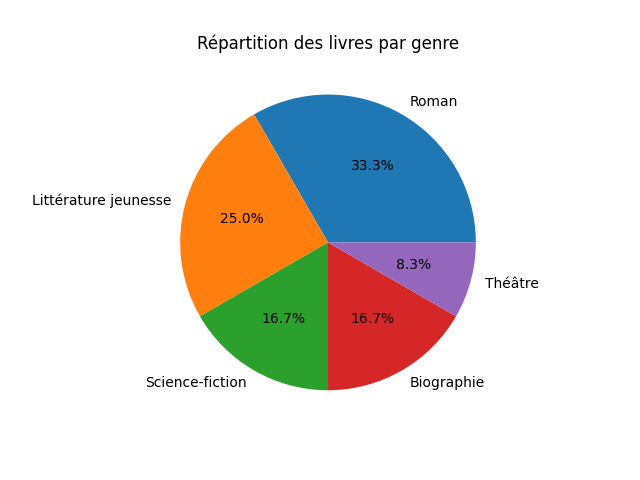 Répartition des livres par genre
Roman
33.3%
Littérature jeunesse
25.0%
8.3%
Théâtre
16.7%
16.7%
Science-fiction
Biographie